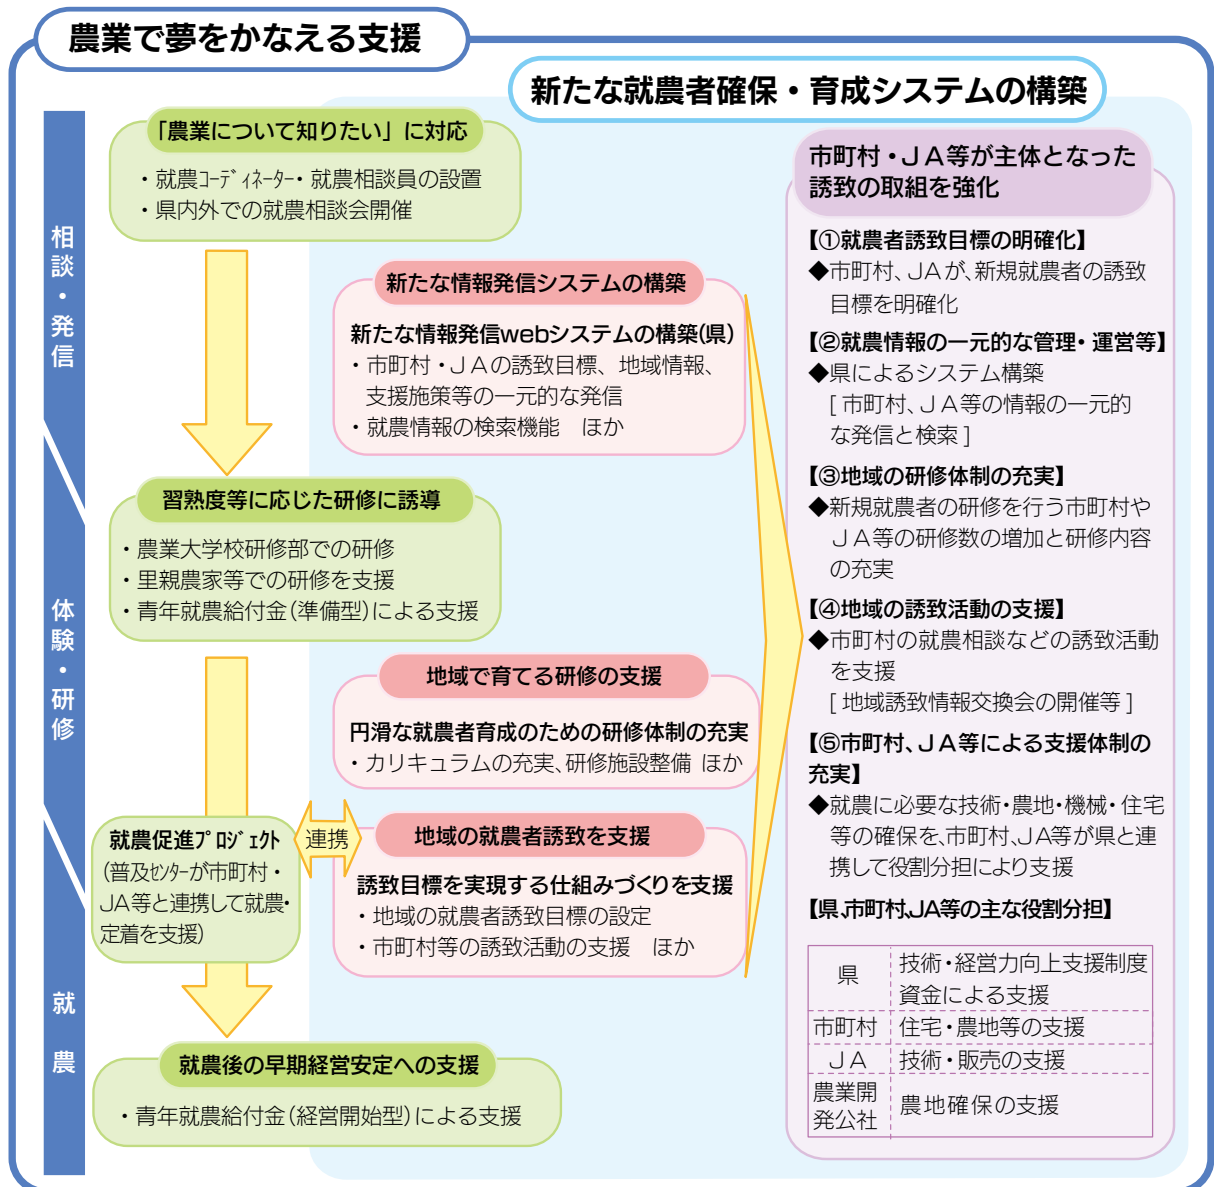 農業で夢をかなえる支援
新たな就農者確保・育成システムの構築
相談・発信
体験・研修
就農
「農業について知りたい」に対応
・就農ｺｰﾃﾞｨﾈｰﾀｰ・就農相談員の設置
・県内外での就農相談会開催
習熟度等に応じた研修に誘導
・農業大学校研修部での研修
・里親農家等での研修を支援
・青年就農給付金(準備型)による支援
就農促進ﾌﾟﾛｼﾞｪｸﾄ
(普及ｾﾝﾀｰが市町村・
JA等と連携して就農・
定着を支援)
連携
就農後の早期経営安定への支援
・青年就農給付金(経営開始型)による支援
新たな情報発信システムの構築
新たな情報発信webシステムの構築(県)
・市町村・ＪＡの誘致目標、地域情報、
支援施策等の一元的な発信
・就農情報の検索機能　ほか
地域で育てる研修の支援
円滑な就農者育成のための研修体制の充実
・カリキュラムの充実、研修施設整備 ほか
地域の就農者誘致を支援
誘致目標を実現する仕組みづくりを支援
・地域の就農者誘致目標の設定
・市町村等の誘致活動の支援　ほか
市町村・ＪＡ等が主体となった
誘致の取組を強化
【①就農者誘致目標の明確化】
◆市町村、JAが、新規就農者の誘致
目標を明確化
【②就農情報の一元的な管理・運営等】
◆県によるシステム構築
[ 市町村、ＪＡ等の情報の一元的
な発信と検索 ]
【③地域の研修体制の充実】
◆新規就農者の研修を行う市町村や
ＪＡ等の研修数の増加と研修内容
の充実
【④地域の誘致活動の支援】
◆市町村の就農相談などの誘致活動
を支援
[ 地域誘致情報交換会の開催等 ]
【⑤市町村、ＪＡ等による支援体制の
充実】
◆就農に必要な技術・農地・機械・住宅
等の確保を、市町村、JA等が県と連
携して役割分担により支援
【県、市町村、JA等の主な役割分担】
県 技術・経営力向上支援制度
資金による支援
市町村 住宅・農地等の支援
ＪＡ 技術・販売の支援
農業開
発公社 農地確保の支援